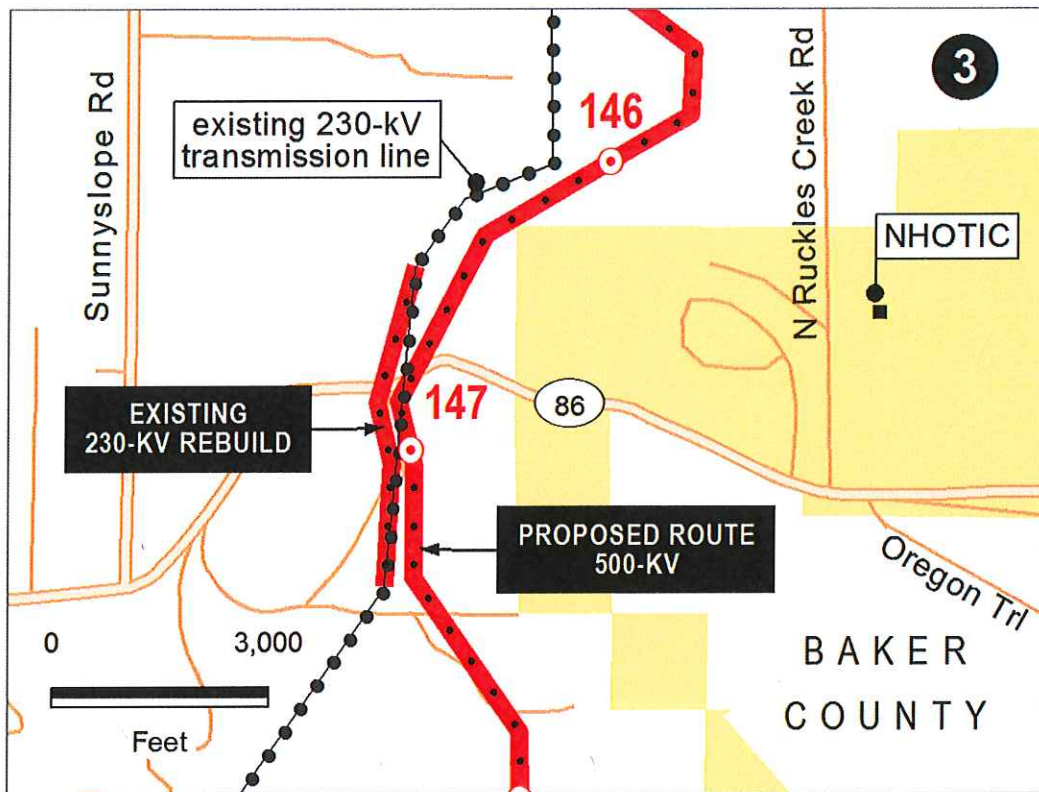 3
Sunnyslope Rd
existing 230-kV
transmission line
146
N Ruckles Creek Rd
NHOTIC
EXISTING
230-KV REBUILD
147
86
PROPOSED ROUTE
500-KV
Oregon Trl
0 3,000
Feet
BAKER
COUNTY